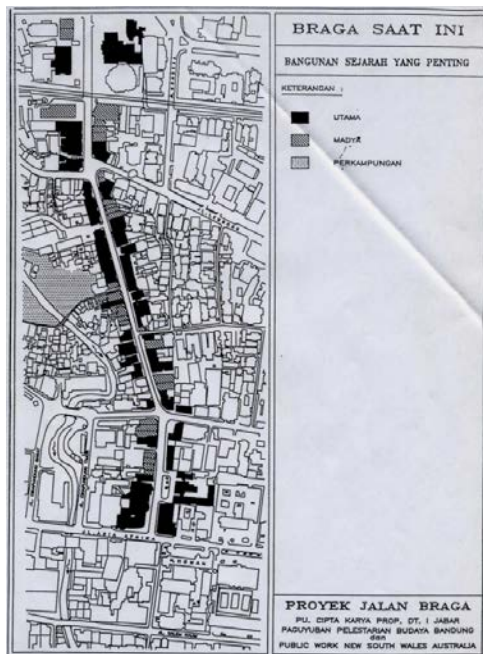 BRAGA SAAT INI
BANGUNAN SEJARAH YANG PENTING
KETERANGAN :
UTAMA
MADYA
PERKAMPUNGAN
PROYEK JALAN BRAGA
PU. CIPTA KARYA PROP. DT. I JABAR
PAGUYUBAN PELESTARIAN BUDAYA BANDUNG
dan
PUBLIC WORK NEW SOUTH WALES AUSTRALIA